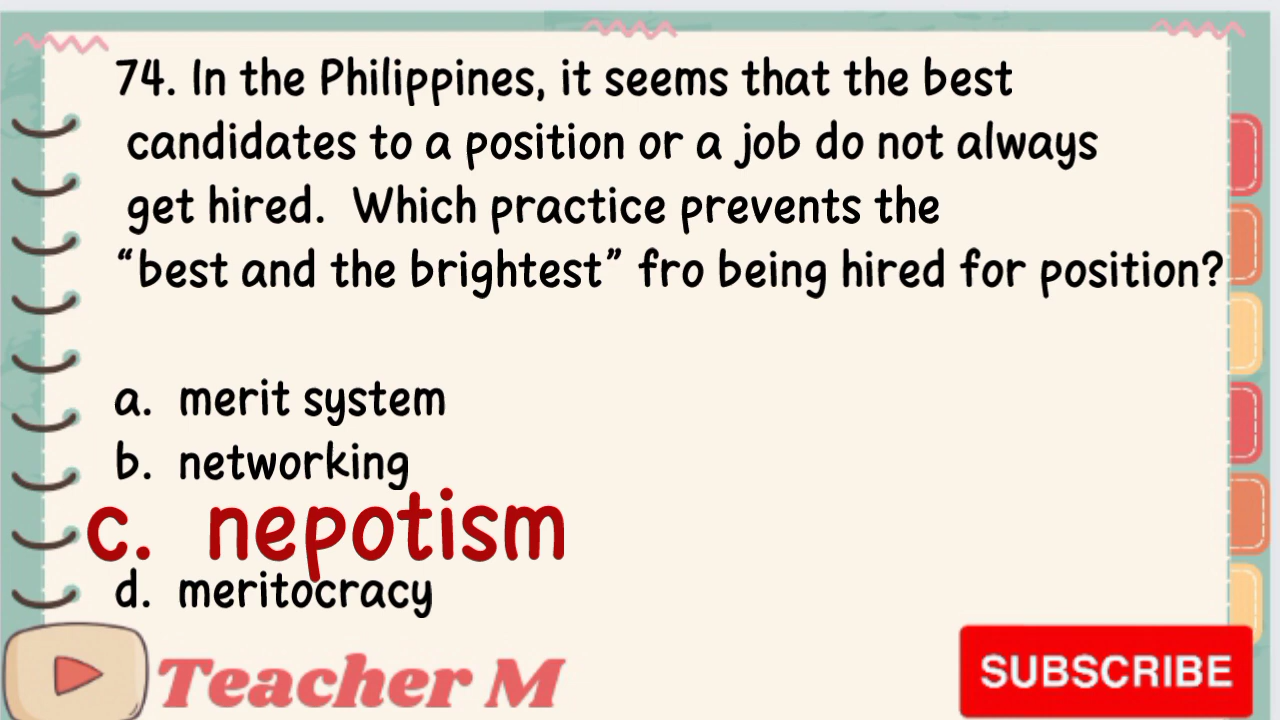 74. In the Philippines, it seems that the best
candidates to a position or a job do not always
get hired. Which practice prevents the
“best and the brightest” fro being hired for position?
a. merit system
b. networking
c. nepotism
d. meritocracy
Teacher M
SUBSCRIBE